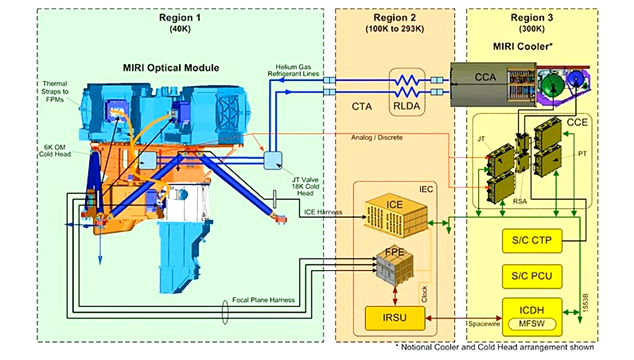 Region 1
(40K)
Region 2
(100K to 293K)
Region 3
(300K)
MIRI Optical Module
Helium Gas
Refrigerant Lines
MIRI Cooler*
Thermal
Straps to
FPMs
CCA
CTA
RLDA
CCE
Analog / Discrete
JT
PT
6K OM
Cold Head
JT Valve
18K Cold
Head
RSA
IEC
ICE
ICE Harness
S/C CTP
FPE
S/C PCU
Clock
1553B
Focal Plane Harness
IRSU
Spacewire
ICDH
MFSW
* Notional Cooler and Cold Head arrangement shown